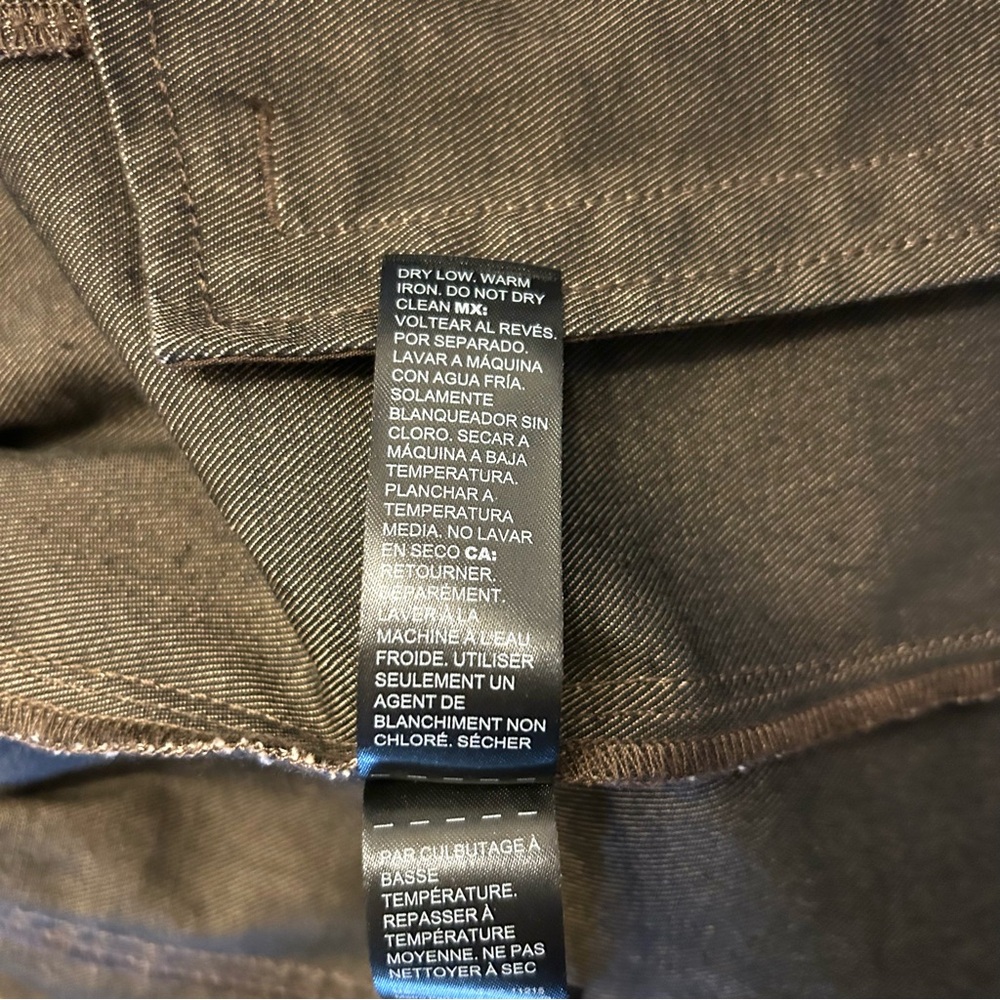 DRY LOW. WARM
IRON. DO NOT DRY
CLEAN MX:
VOLTEAR AL REVÉS.
POR SEPARADO.
LAVAR A MÁQUINA
CON AGUA FRÍA.
SOLAMENTE
BLANQUEADOR SIN
CLORO. SECAR A
MÁQUINA A BAJA
TEMPERATURA.
PLANCHAR A
TEMPERATURA
MEDIA. NO LAVAR
EN SECO CA:
RETOURNER.
SÉPARÉMENT.
LAVER À LA
MACHINE À L'EAU
FROIDE. UTILISER
SEULEMENT UN
AGENT DE
BLANCHIMENT NON
CHLORÉ. SÉCHER
PAR CULBUTAGE À
BASSE
TEMPÉRATURE.
REPASSER À
TEMPÉRATURE
MOYENNE. NE PAS
NETTOYER À SEC